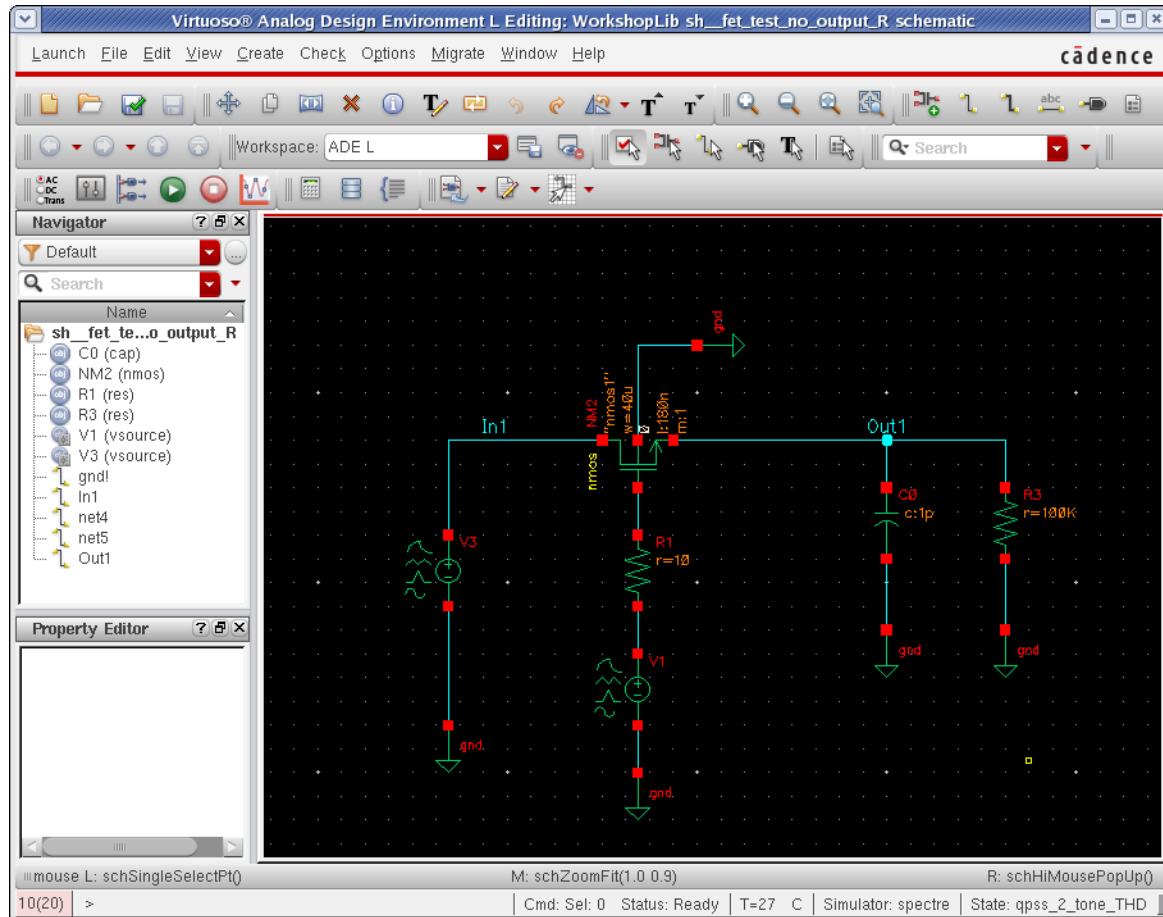 Virtuoso® Analog Design Environment L Editing: WorkshopLib sh__fet_test_no_output_R schematic
Launch File Edit View Create Check Options Migrate Window Help
cādence
Workspace: ADE L
Search
AC
DC
Trans
Navigator
Default
Search
Name
sh__fet_te...o_output_R
C0 (cap)
NM2 (nmos)
R1 (res)
R3 (res)
V1 (vsource)
V3 (vsource)
gnd!
In1
net4
net5
Out1
Property Editor
gnd
In1
NM2
"nmos1"
w=40u
l:180n
m:1
nmos
Out1
C0
c:1p
R3
r=100K
V3
R1
r=10
V1
gnd
gnd
gnd
gnd
mouse L: schSingleSelectPt()
M: schZoomFit(1.0 0.9)
R: schHiMousePopUp()
10(20) >
Cmd: Sel: 0 Status: Ready T=27 C Simulator: spectre State: qpss_2_tone_THD